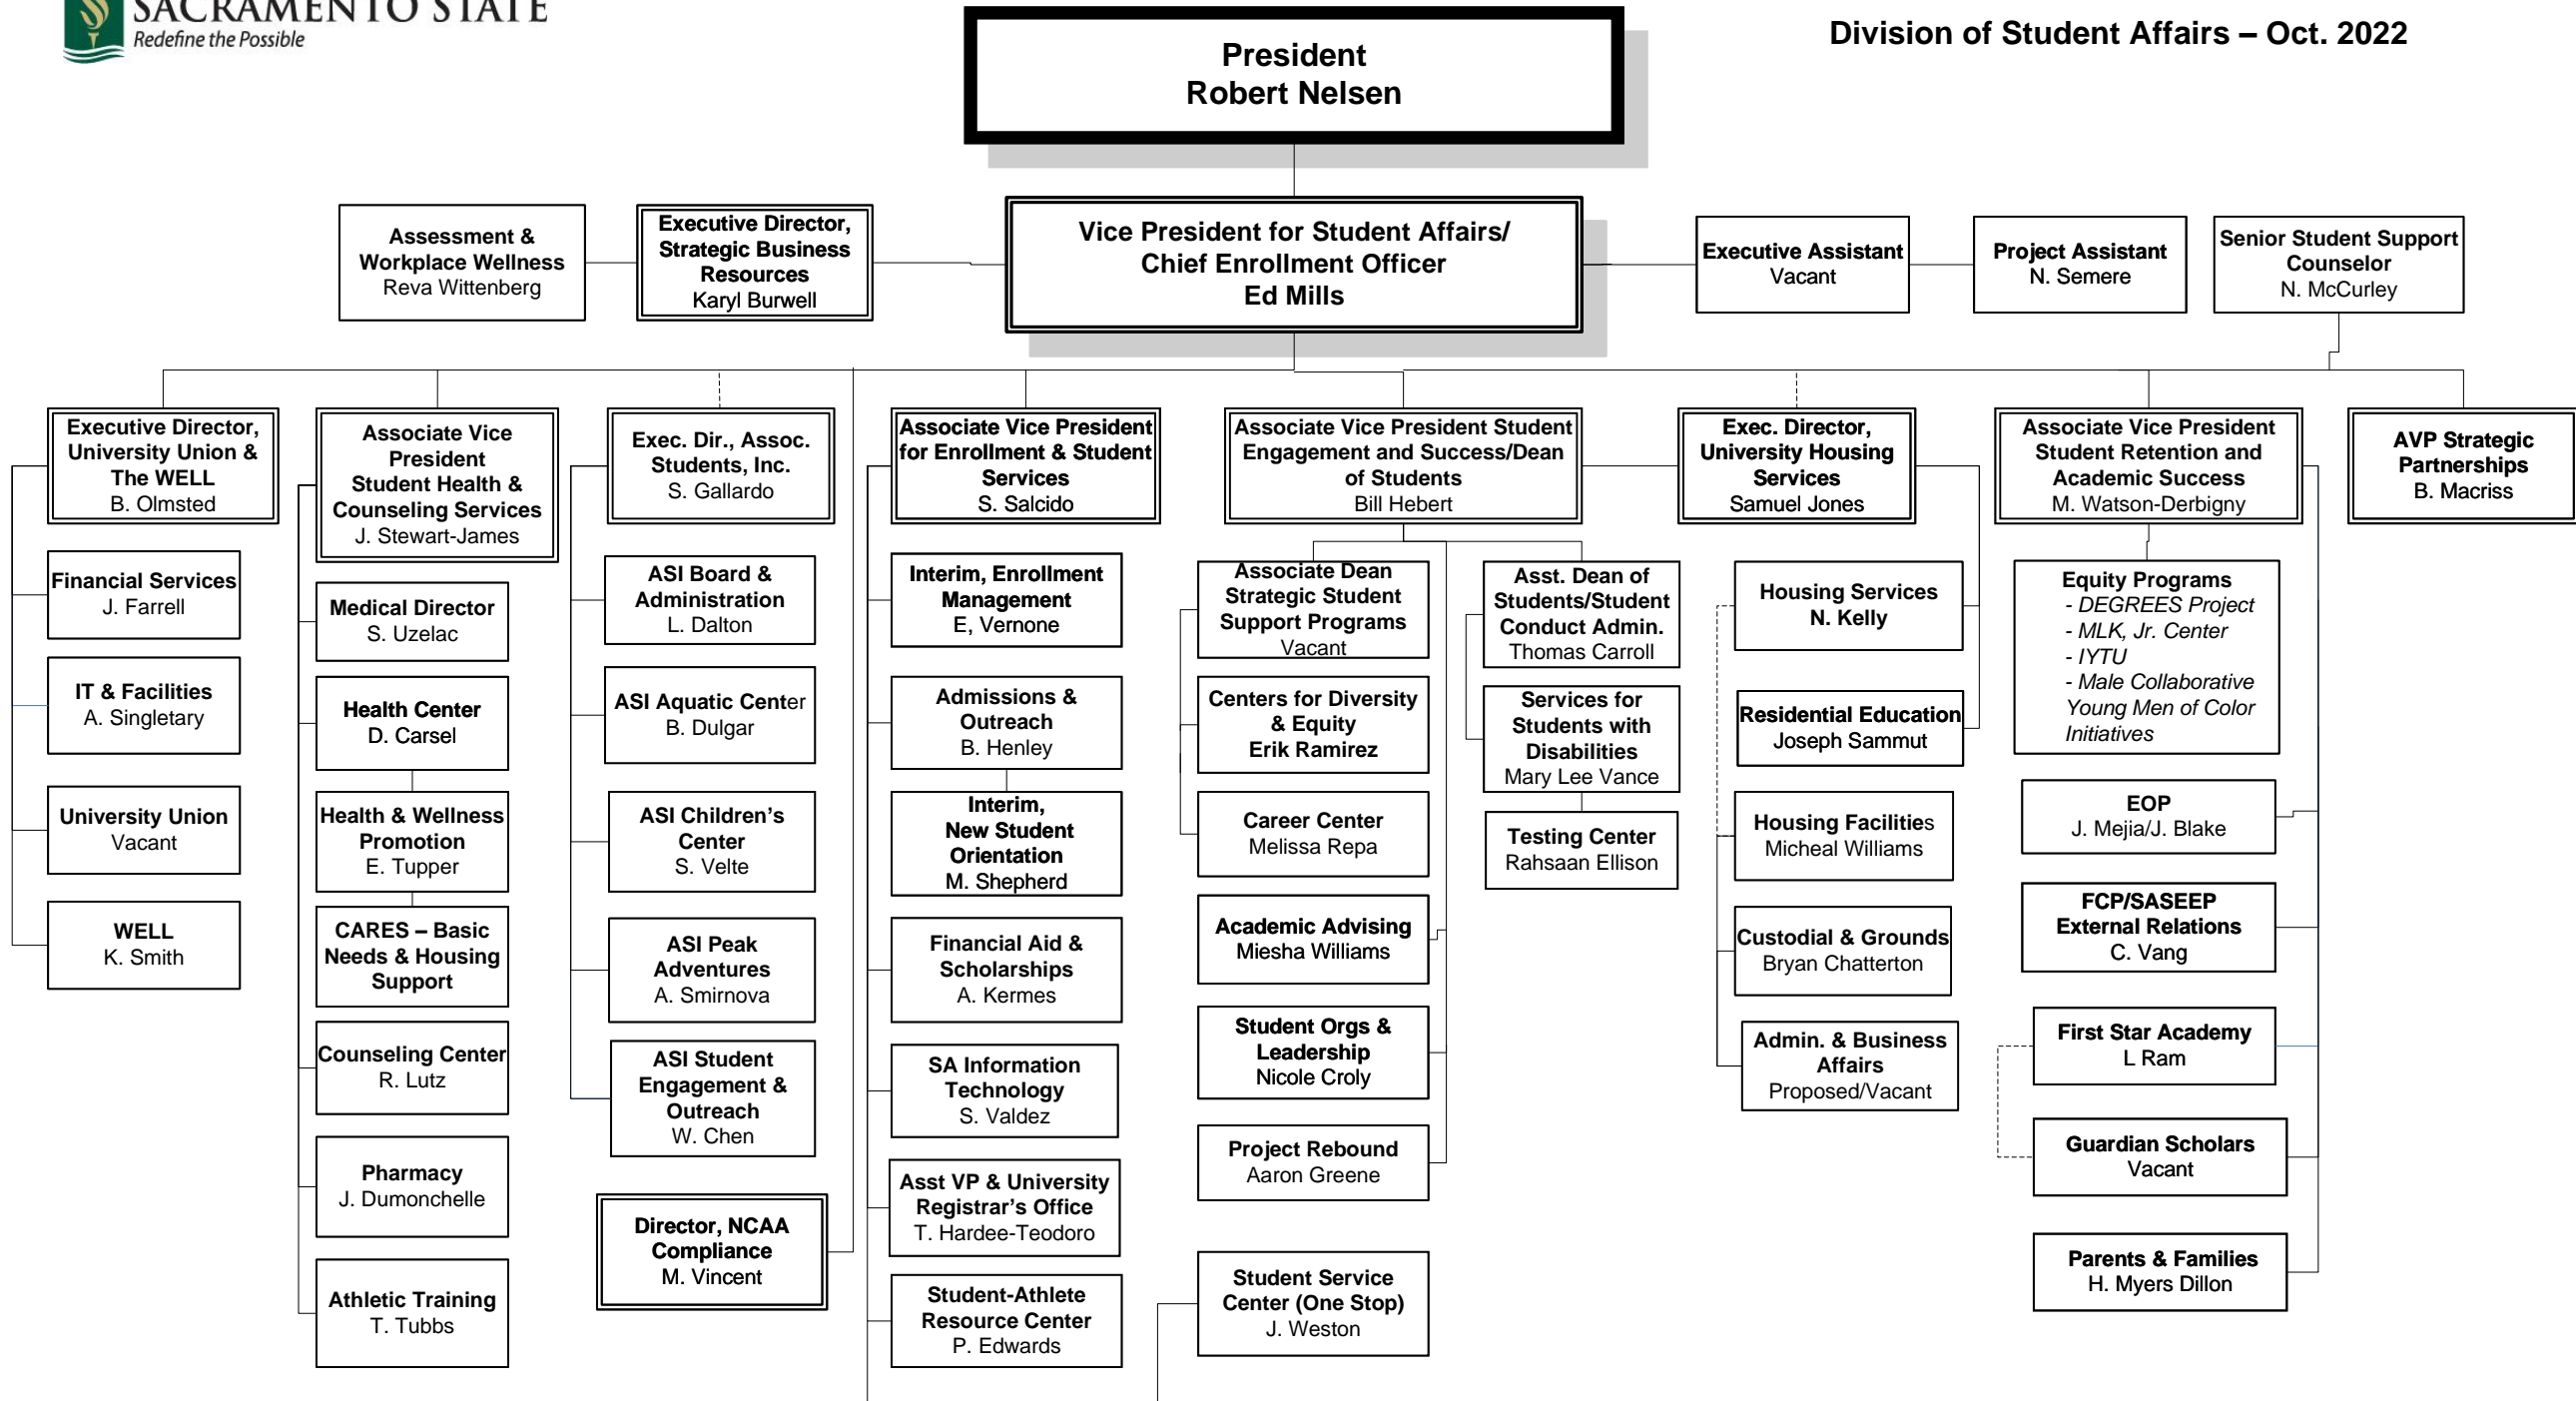 SACRAMENTO STATE
Redefine the Possible
Division of Student Affairs – Oct. 2022
President
Robert Nelsen
Assessment &
Workplace Wellness
Reva Wittenberg
Executive Director,
Strategic Business
Resources
Karyl Burwell
Vice President for Student Affairs/
Chief Enrollment Officer
Ed Mills
Executive Assistant
Vacant
Project Assistant
N. Semere
Senior Student Support
Counselor
N. McCurley
Executive Director,
University Union &
The WELL
B. Olmsted
Financial Services
J. Farrell
IT & Facilities
A. Singletary
University Union
Vacant
WELL
K. Smith
Associate Vice
President
Student Health &
Counseling Services
J. Stewart-James
Medical Director
S. Uzelac
Health Center
D. Carsel
Health & Wellness
Promotion
E. Tupper
CARES – Basic
Needs & Housing
Support
Counseling Center
R. Lutz
Pharmacy
J. Dumonchelle
Athletic Training
T. Tubbs
Exec. Dir., Assoc.
Students, Inc.
S. Gallardo
ASI Board &
Administration
L. Dalton
ASI Aquatic Center
B. Dulgar
ASI Children's
Center
S. Velte
ASI Peak
Adventures
A. Smirnova
ASI Student
Engagement &
Outreach
W. Chen
Director, NCAA
Compliance
M. Vincent
Associate Vice President
for Enrollment & Student
Services
S. Salcido
Interim, Enrollment
Management
E, Vernone
Admissions &
Outreach
B. Henley
Interim,
New Student
Orientation
M. Shepherd
Financial Aid &
Scholarships
A. Kermes
SA Information
Technology
S. Valdez
Asst VP & University
Registrar's Office
T. Hardee-Teodoro
Student-Athlete
Resource Center
P. Edwards
Associate Vice President Student
Engagement and Success/Dean
of Students
Bill Hebert
Associate Dean
Strategic Student
Support Programs
Vacant
Centers for Diversity
& Equity
Erik Ramirez
Career Center
Melissa Repa
Academic Advising
Miesha Williams
Student Orgs &
Leadership
Nicole Croly
Project Rebound
Aaron Greene
Student Service
Center (One Stop)
J. Weston
Asst. Dean of
Students/Student
Conduct Admin.
Thomas Carroll
Services for
Students with
Disabilities
Mary Lee Vance
Testing Center
Rahsaan Ellison
Exec. Director,
University Housing
Services
Samuel Jones
Housing Services
N. Kelly
Residential Education
Joseph Sammut
Housing Facilities
Micheal Williams
Custodial & Grounds
Bryan Chatterton
Admin. & Business
Affairs
Proposed/Vacant
Associate Vice President
Student Retention and
Academic Success
M. Watson-Derbigny
Equity Programs
- DEGREES Project
- MLK, Jr. Center
- IYTU
- Male Collaborative
Young Men of Color
Initiatives
EOP
J. Mejia/J. Blake
FCP/SASEEP
External Relations
C. Vang
First Star Academy
L Ram
Guardian Scholars
Vacant
Parents & Families
H. Myers Dillon
AVP Strategic
Partnerships
B. Macriss